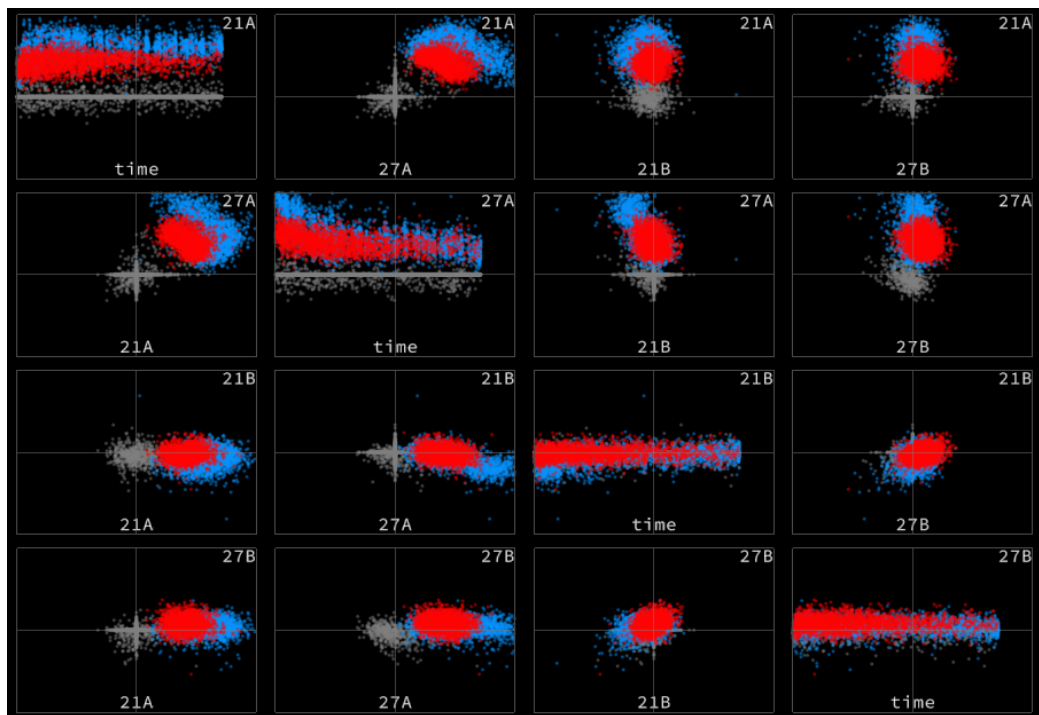 21A 21A 21A 21A
time 27A 21B 27B
27A 27A 27A 27A
21A time 21B 27B
21B 21B 21B 21B
21A 27A time 27B
27B 27B 27B 27B
21A 27A 21B time